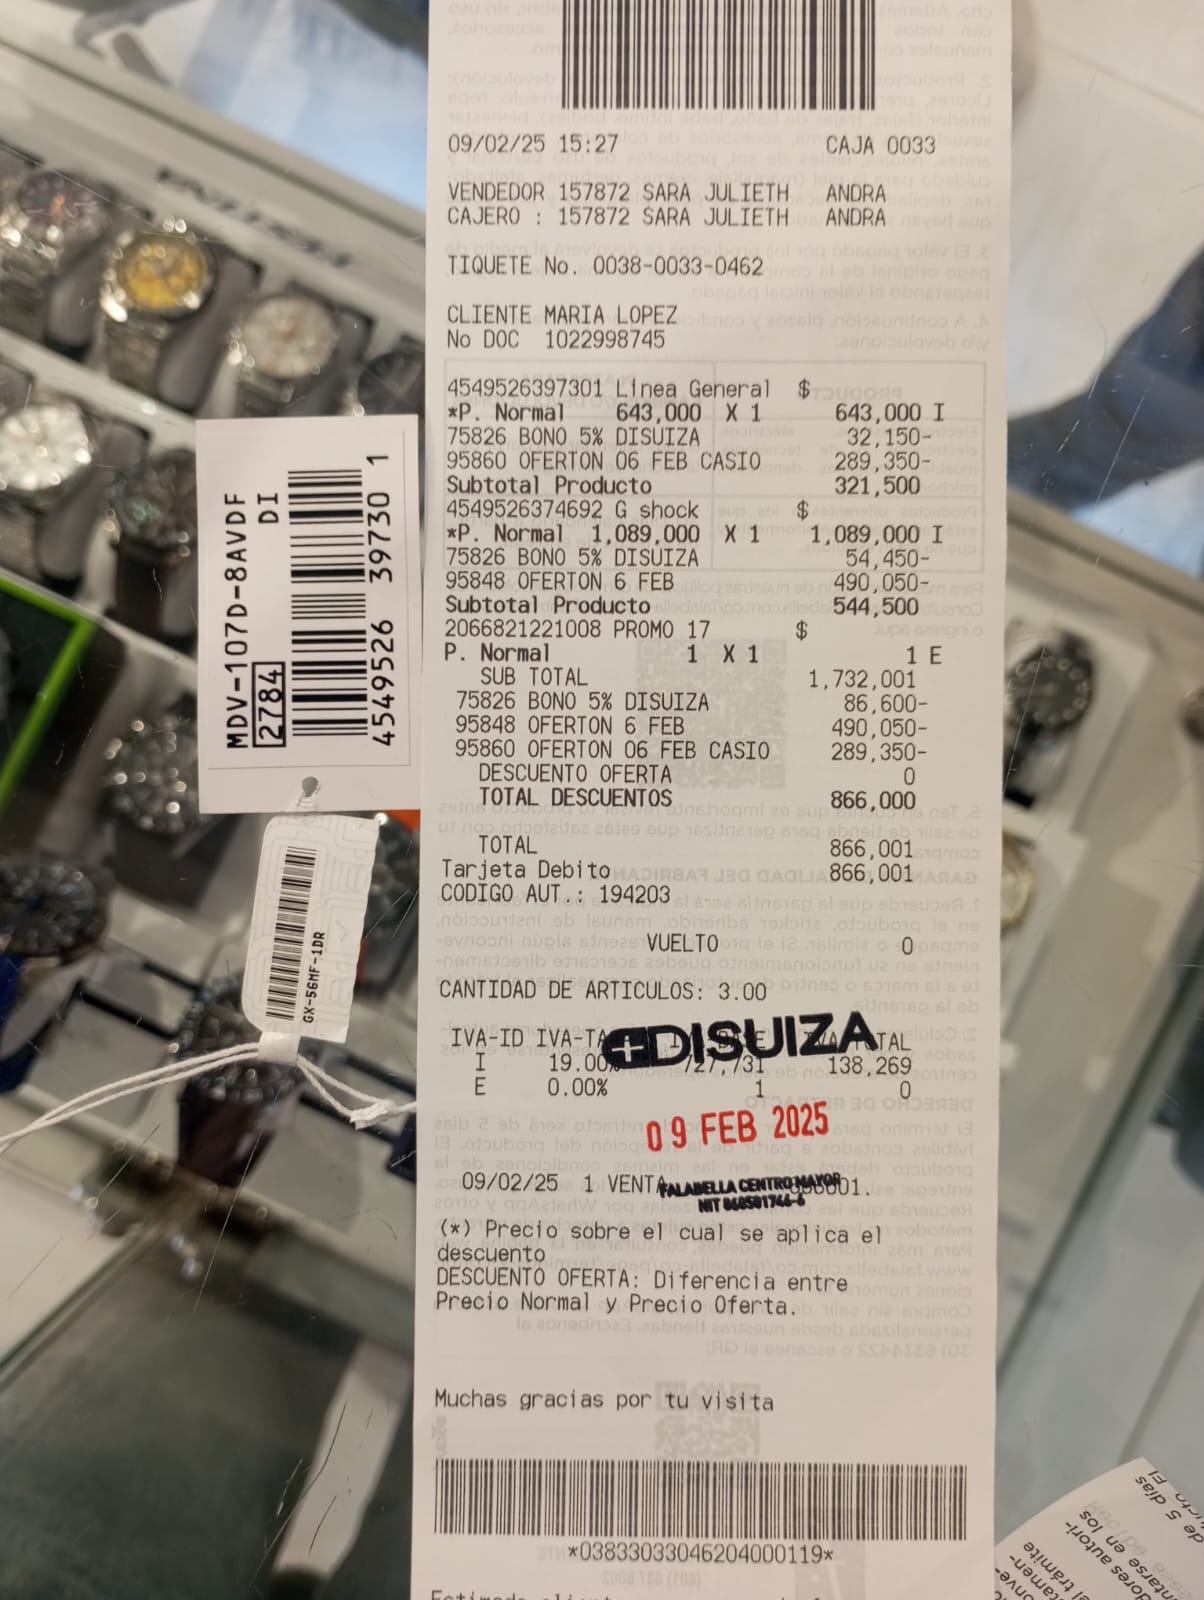 09/02/25 15:27 CAJA 0033
VENDEDOR 157872 SARA JULIETH ANDRA
CAJERO : 157872 SARA JULIETH ANDRA
TIQUETE No. 0038-0033-0462
CLIENTE MARIA LOPEZ
No DOC 1022998745
4549526397301 Linea General $
*P. Normal 643,000 X 1 643,000 I
75826 BONO 5% DISUIZA 32,150-
95860 OFERTON 06 FEB CASIO 289,350-
Subtotal Producto 321,500
4549526374692 G shock $
*P. Normal 1,089,000 X 1 1,089,000 I
75826 BONO 5% DISUIZA 54,450-
95848 OFERTON 6 FEB 490,050-
Subtotal Producto 544,500
2066821221008 PROMO 17 $
P. Normal 1 X 1 1 E
SUB TOTAL 1,732,001
75826 BONO 5% DISUIZA 86,600-
95848 OFERTON 6 FEB 490,050-
95860 OFERTON 06 FEB CASIO 289,350-
DESCUENTO OFERTA 0
TOTAL DESCUENTOS 866,000
TOTAL 866,001
Tarjeta Debito 866,001
CODIGO AUT.: 194203
VUELTO 0
CANTIDAD DE ARTICULOS: 3.00
DISUIZA
IVA-ID
I 19.00% 727,731 138,269
E 0.00% 1 0
09 FEB 2025
09/02/25 1 VENTA
FALABELLA CENTRO MAYOR
(*) Precio sobre el cual se aplica el
descuento
DESCUENTO OFERTA: Diferencia entre
Precio Normal y Precio Oferta.
Muchas gracias por tu visita
*03833033046204000119*
MDV-107D-8AVDF
DI
2784
4549526 39730 1
GX-56MF-1DR
de 5 días